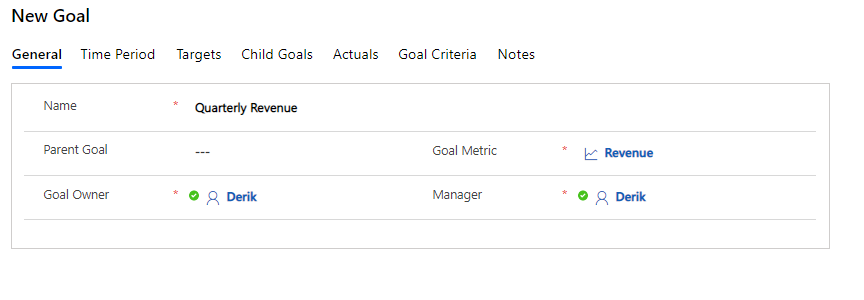 New Goal
General Time Period Targets Child Goals Actuals Goal Criteria Notes
Name * Quarterly Revenue
Parent Goal --- Goal Metric * Revenue
Goal Owner * Derik Manager * Derik